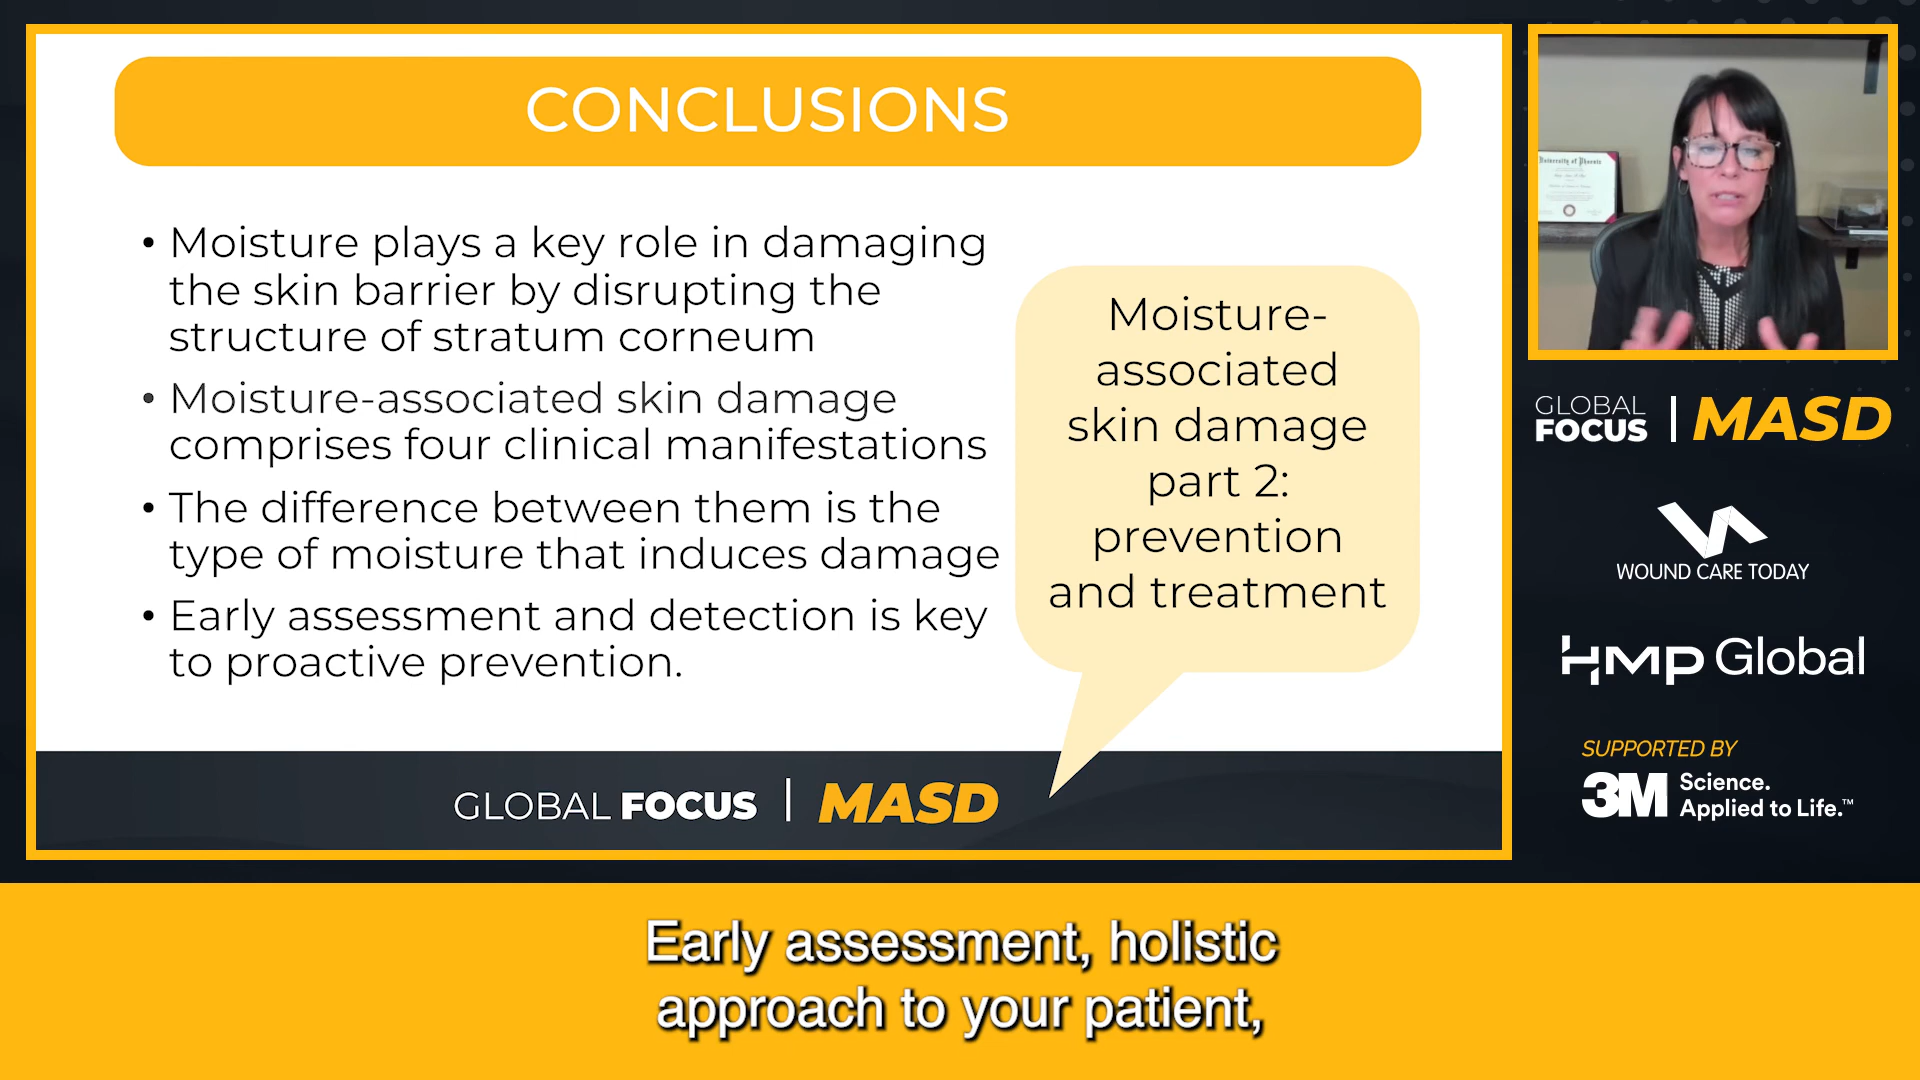 CONCLUSIONS
• Moisture plays a key role in damaging
the skin barrier by disrupting the
structure of stratum corneum
• Moisture-associated skin damage
comprises four clinical manifestations
• The difference between them is the
type of moisture that induces damage
• Early assessment and detection is key
to proactive prevention.
Moisture-
associated
skin damage
part 2:
prevention
and treatment
GLOBAL FOCUS | MASD
University of Phoenix
GLOBAL
FOCUS | MASD
WOUND CARE TODAY
HMP Global
SUPPORTED BY
3M Science.
Applied to Life.™
Early assessment, holistic
approach to your patient,